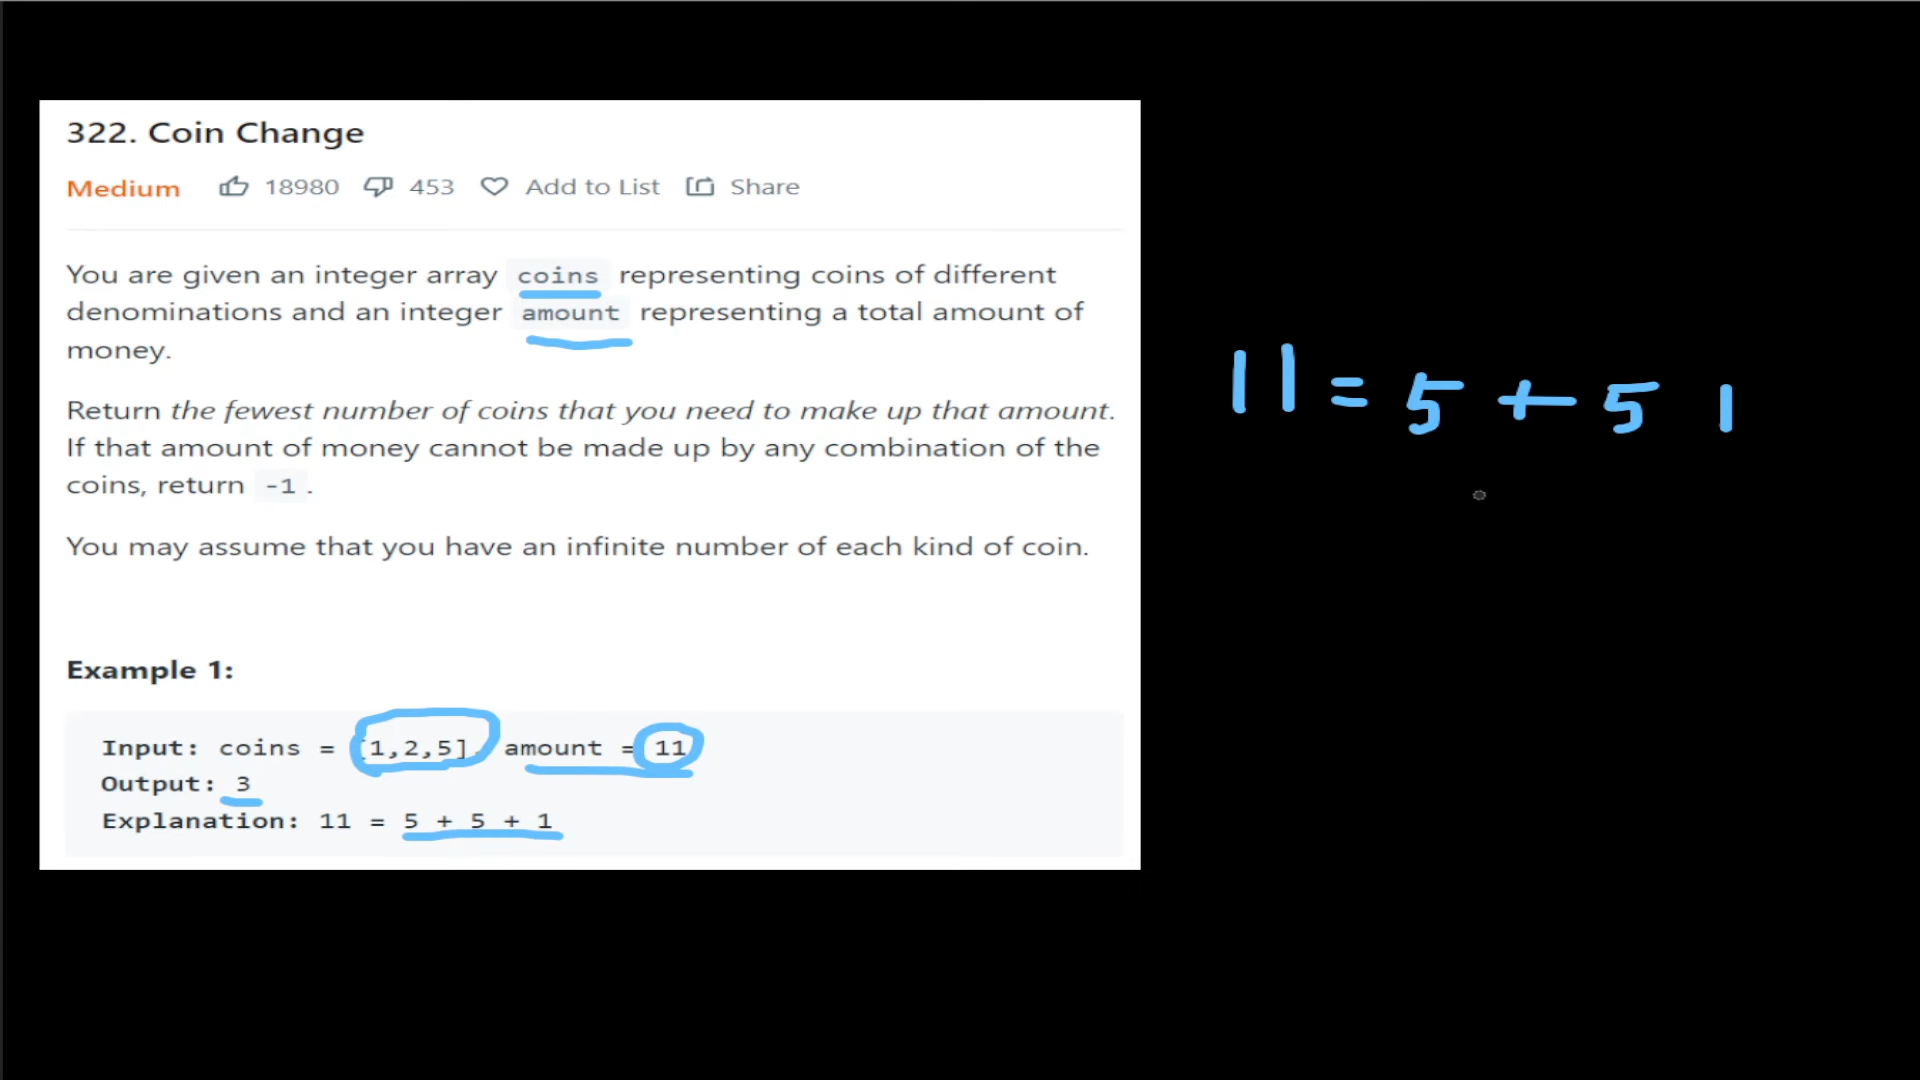 322. Coin Change
Medium 18980 453 Add to List Share
You are given an integer array coins representing coins of different
denominations and an integer amount representing a total amount of
money.
Return the fewest number of coins that you need to make up that amount.
If that amount of money cannot be made up by any combination of the
coins, return -1.
You may assume that you have an infinite number of each kind of coin.
Example 1:
Input: coins = [1,2,5], amount = 11
Output: 3
Explanation: 11 = 5 + 5 + 1
11 = 5 + 5 1